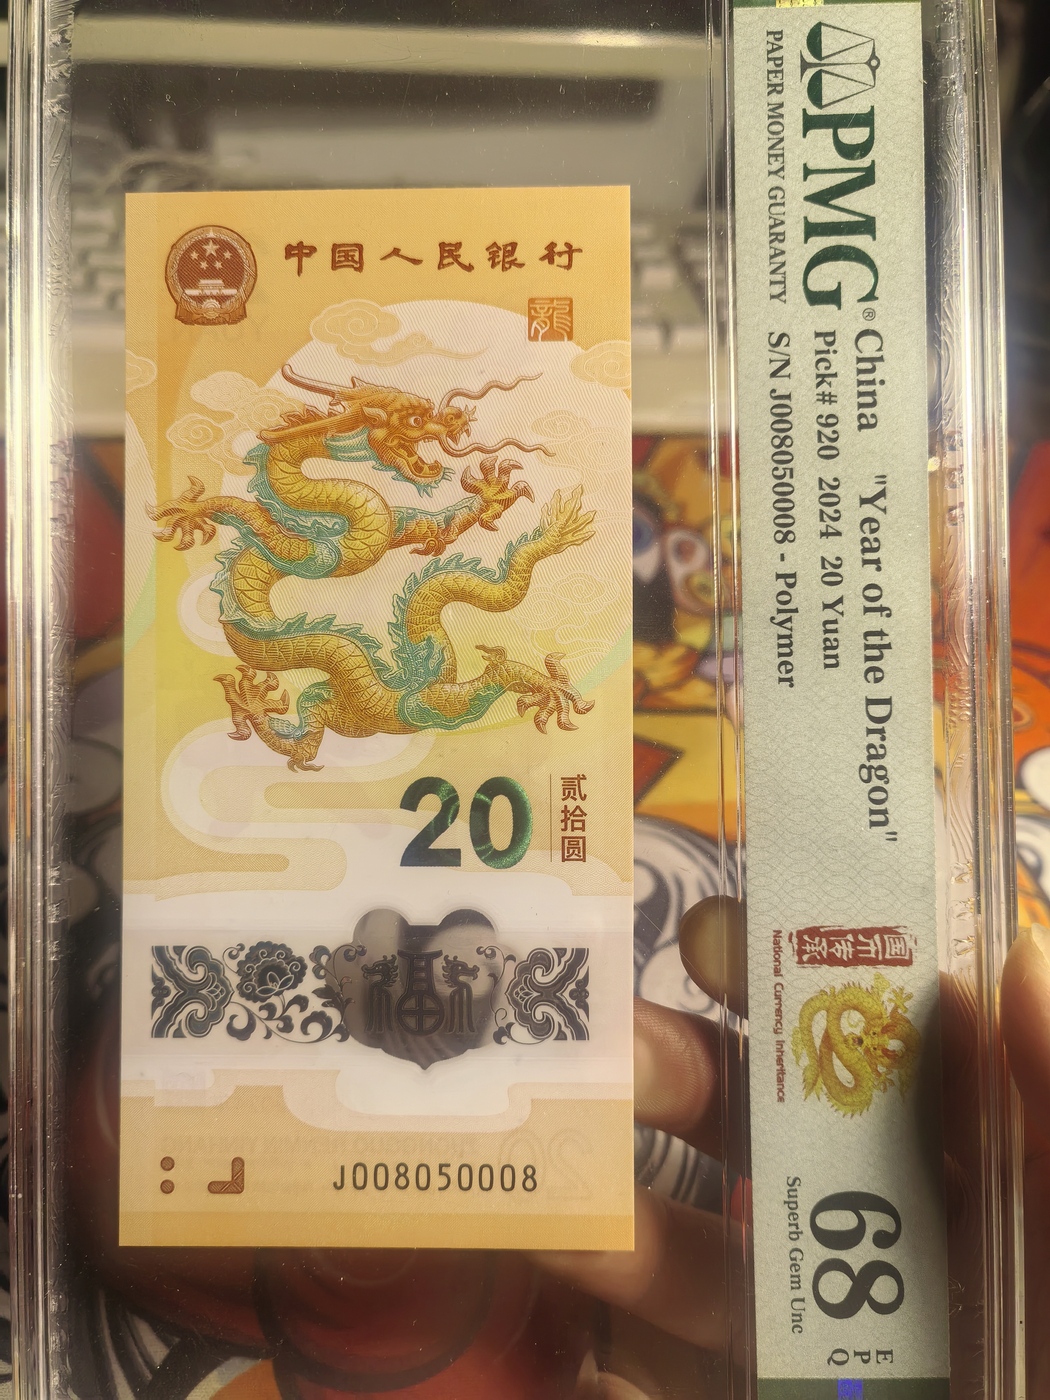 中国人民银行
龍
20
贰拾圆
福
J008050008
PMG®
PAPER MONEY GUARANTY
China "Year of the Dragon"
Pick# 920 2024 20 Yuan
S/N J008050008 - Polymer
国币传承
National Currency Inheritance
68 EPQ
Superb Gem Unc